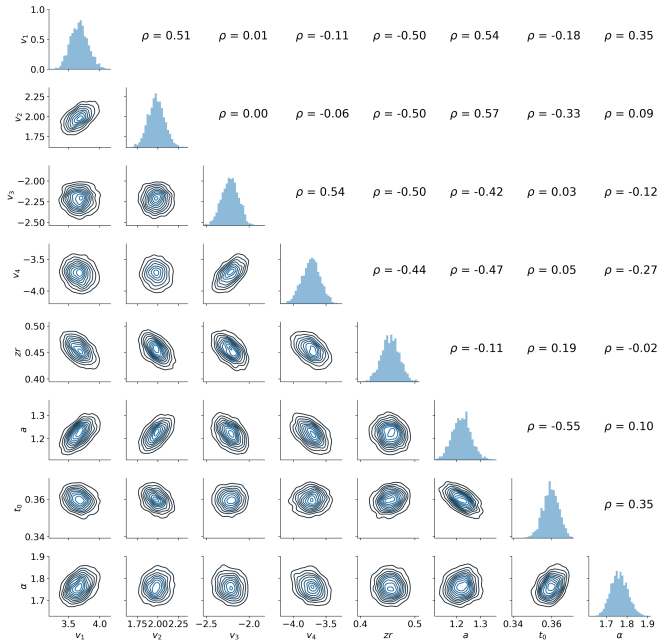 1.0
v₁
0.5
ρ = 0.51 ρ = 0.01 ρ = -0.11 ρ = -0.50 ρ = 0.54 ρ = -0.18 ρ = 0.35
0.0
2.25
v₂
2.00
ρ = 0.00 ρ = -0.06 ρ = -0.50 ρ = 0.57 ρ = -0.33 ρ = 0.09
1.75
−2.00
v₃
−2.25
ρ = 0.54 ρ = -0.50 ρ = -0.42 ρ = 0.03 ρ = -0.12
−2.50
−3.5
v₄
ρ = -0.44 ρ = -0.47 ρ = 0.05 ρ = -0.27
−4.0
0.50
zr
0.45
ρ = -0.11 ρ = 0.19 ρ = -0.02
0.40
1.3
a
1.2
ρ = -0.55 ρ = 0.10
t₀
0.36
ρ = 0.35
0.34
1.9
α
1.7
3.5 4.0 1.75 2.00 2.25 −2.5 −2.0 −4.0 −3.5 0.4 0.5 1.2 1.3 0.34 0.36 1.7 1.8 1.9
v₁ v₂ v₃ v₄ zr a t₀ α